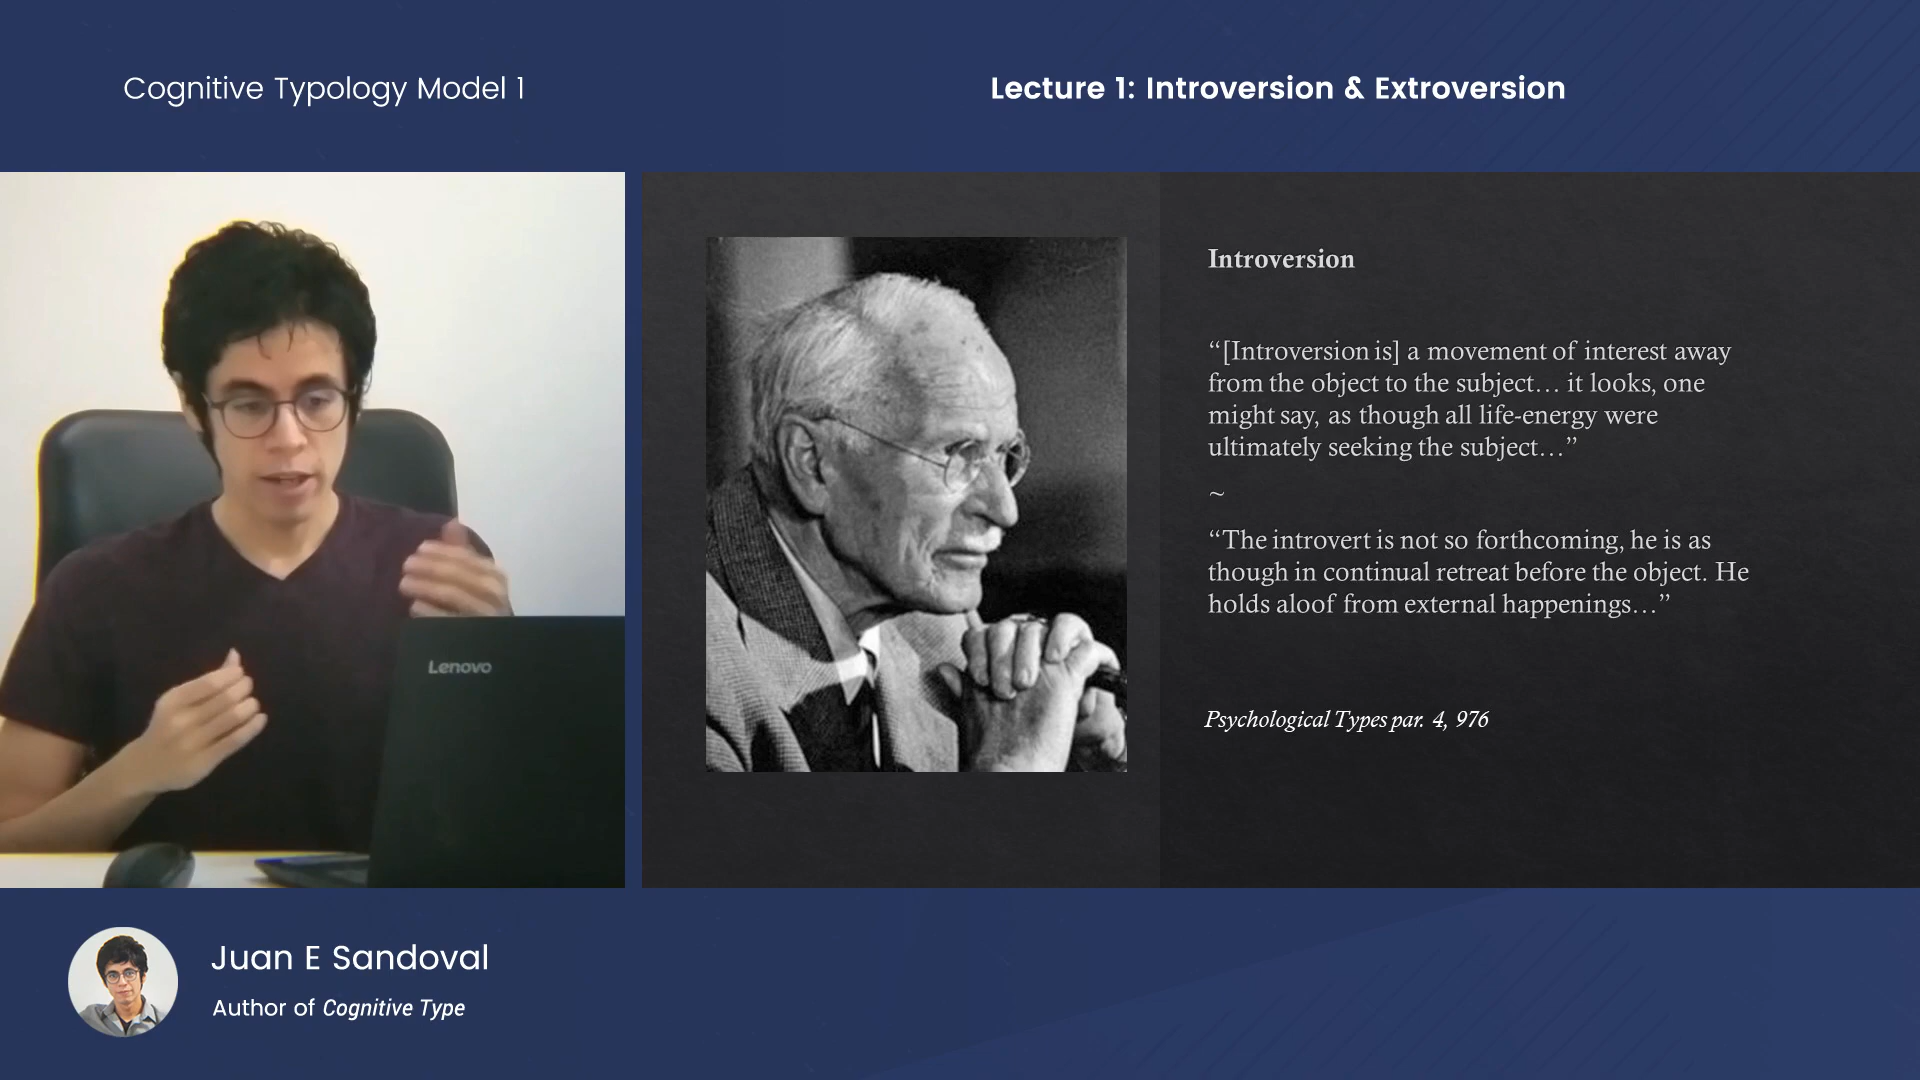 Cognitive Typology Model 1
Lecture 1: Introversion & Extroversion
Lenovo
Introversion
“[Introversion is] a movement of interest away
from the object to the subject… it looks, one
might say, as though all life-energy were
ultimately seeking the subject…”
~
“The introvert is not so forthcoming, he is as
though in continual retreat before the object. He
holds aloof from external happenings…”
Psychological Types par. 4, 976
Juan E Sandoval
Author of Cognitive Type